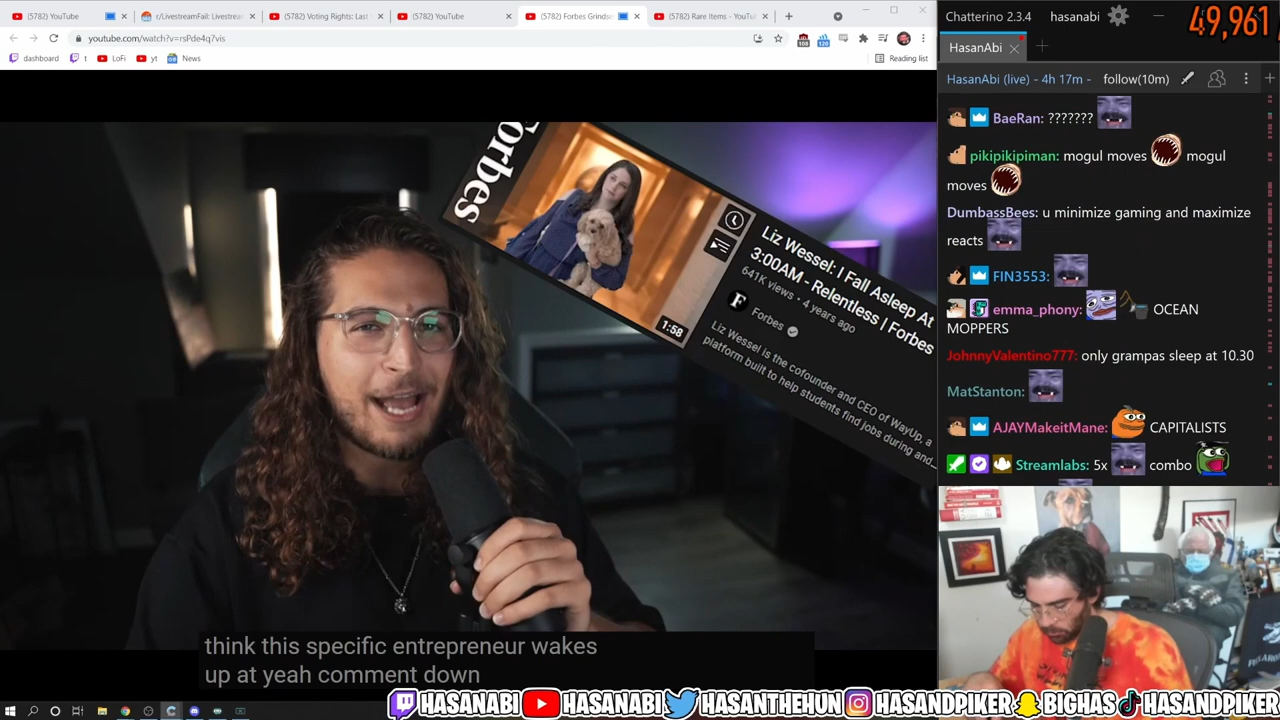 (5782) YouTube
r/LivestreamFail: Livestrea
(5782) Voting Rights: Last
(5782) YouTube
(5782) Forbes Grindse
(5782) Rare Items - YouTu
youtube.com/watch?v=rsPde4q7vis
108
120
dashboard
t
LoFi
yt
News
Reading list
Forbes
1:58
Liz Wessel: I Fall Asleep At
3:00AM - Relentless | Forbes
641K views • 4 years ago
Forbes
Liz Wessel is the cofounder and CEO of WayUp, a
platform built to help students find jobs during and...
think this specific entrepreneur wakes
up at yeah comment down
Chatterino 2.3.4
hasanabi
49,961
HasanAbi
HasanAbi (live) - 4h 17m -
follow(10m)
BaeRan: ???????
pikipikipiman: mogul moves mogul
moves
DumbassBees: u minimize gaming and maximize
reacts
FIN3553:
emma_phony: OCEAN
MOPPERS
JohnnyValentino777: only grampas sleep at 10.30
MatStanton:
AJAYMakeitMane: CAPITALISTS
Streamlabs: 5x combo
HASANABI HASANABI HASANTHEHUN HASANDPIKER BIGHAS HASANDPIKER